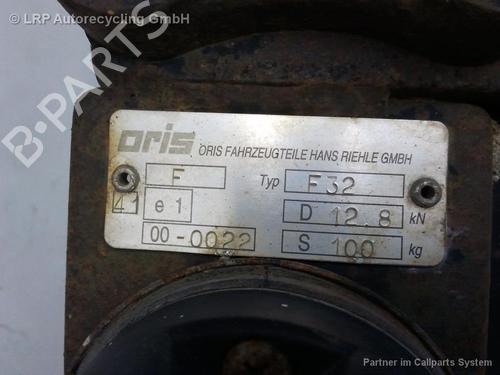 © LRP Autorecycling GmbH
B-PARTS
oris ORIS FAHRZEUGTEILE HANS RIEHLE GMBH
F Typ F32
41 e1 D 12.8 kN
00-0022 S 100 kg
Partner im Callparts System